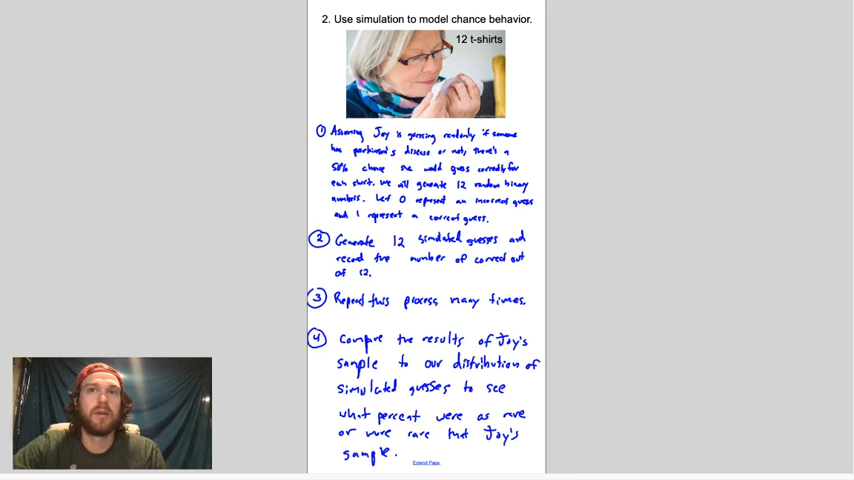 2. Use simulation to model chance behavior.
12 t-shirts
① Assuming Joy is guessing randomly if someone
has parkinson's disease or not, there's a
50% chance she would guess correctly for
each shirt. We will generate 12 random binary
numbers. Let 0 represent an incorrect guess
and 1 represent a correct guess.
② Generate 12 simulated guesses and
record the number of correct out
of 12.
③ Repeat this process many times.
④ Compare the results of Joy's
sample to our distribution of
simulated guesses to see
what percent were as rare
or more rare that Joy's
sample.
Extend Page